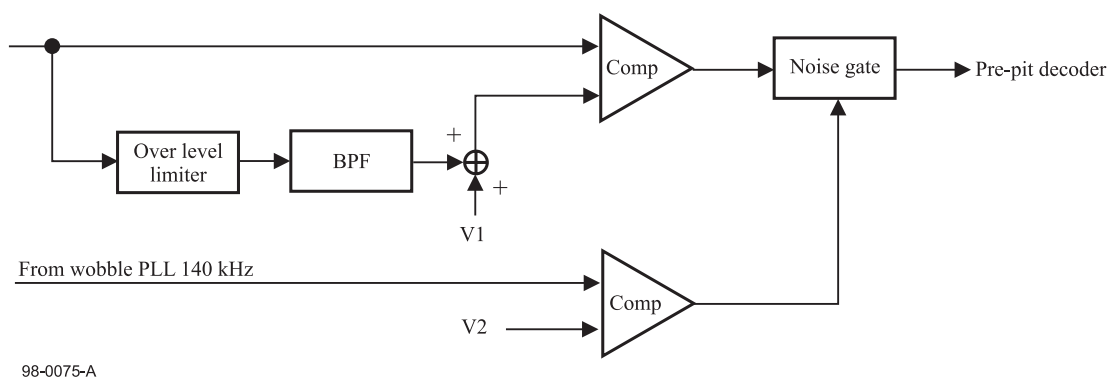 Comp
Noise gate
Pre-pit decoder
Over level
limiter
BPF
+
+
V1
From wobble PLL 140 kHz
Comp
V2
98-0075-A